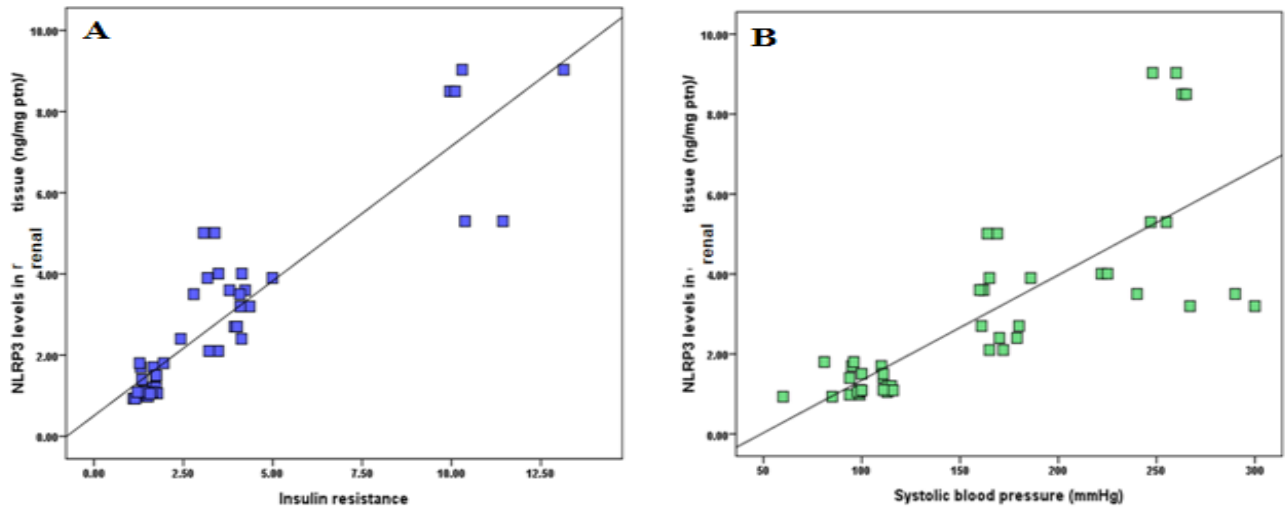 A
NLRP3 levels in renal tissue (ng/mg ptn)/
10.00
8.00
6.00
4.00
2.00
0.00
0.00 2.50 5.00 7.50 10.00 12.50
Insulin resistance
B
NLRP3 levels in renal tissue (ng/mg ptn)/
10.00
8.00
6.00
4.00
2.00
0.00
50 100 150 200 250 300
Systolic blood pressure (mmHg)